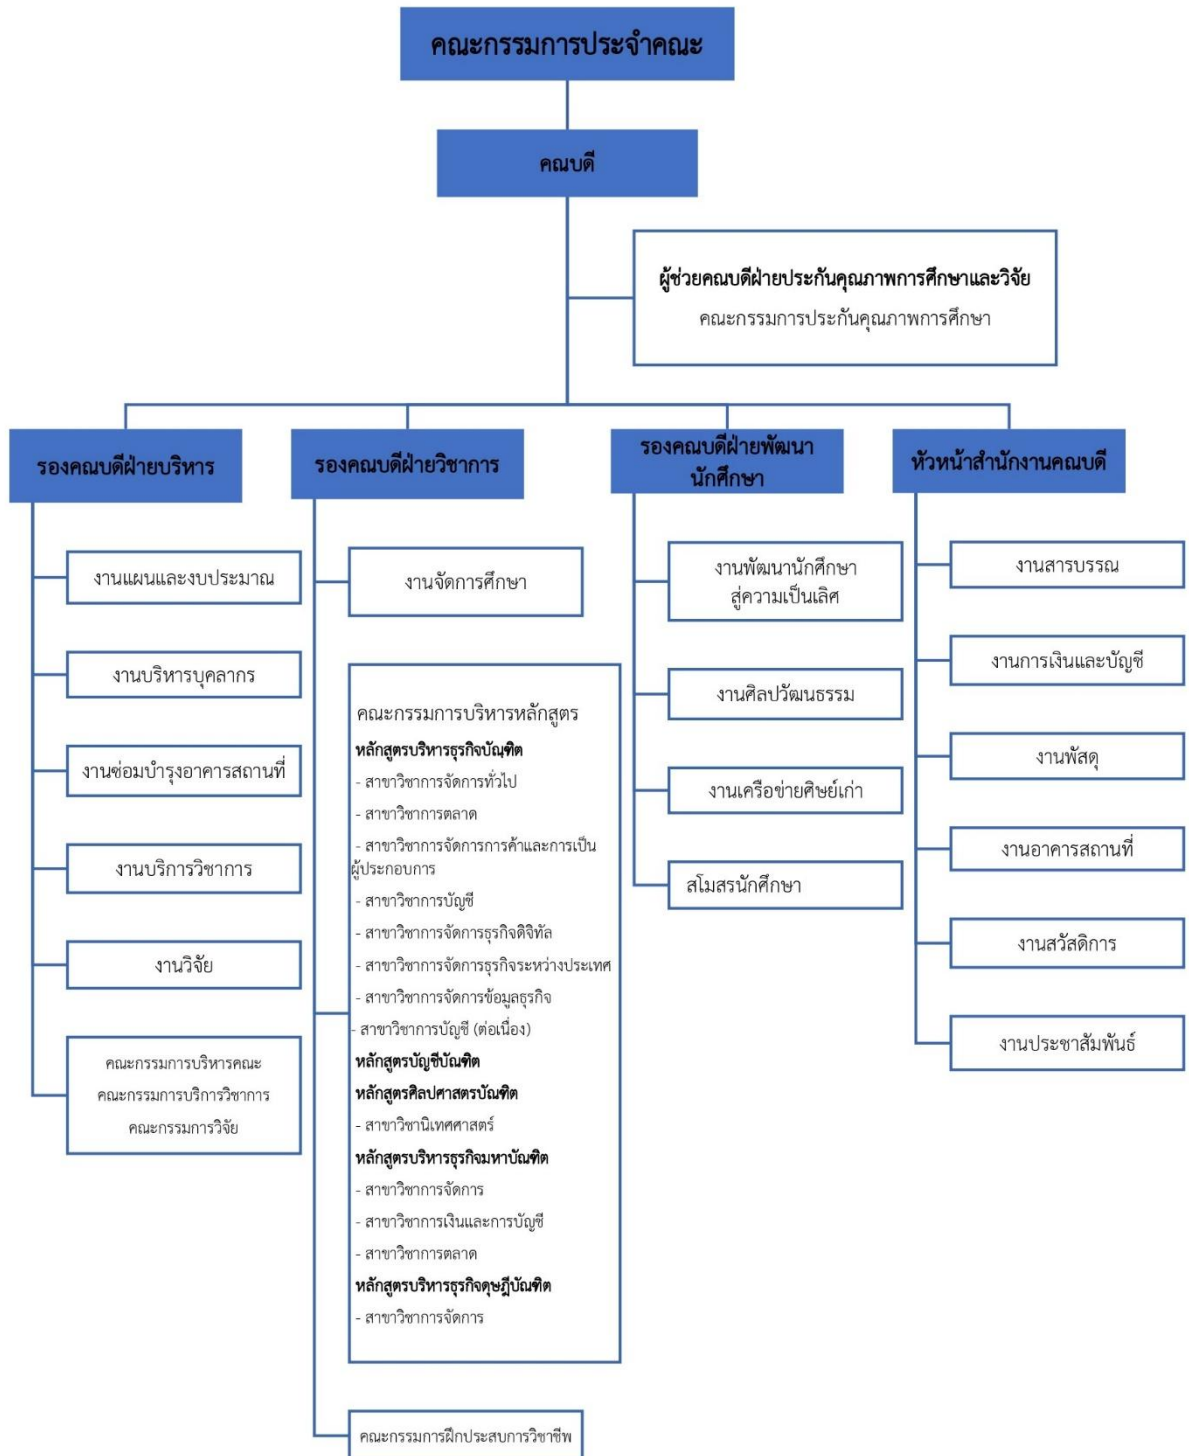 คณะกรรมการประจำคณะ
คณบดี
ผู้ช่วยคณบดีฝ่ายประกันคุณภาพการศึกษาและวิจัย
คณะกรรมการประกันคุณภาพการศึกษา
รองคณบดีฝ่ายบริหาร
งานแผนและงบประมาณ
งานบริหารบุคลากร
งานซ่อมบำรุงอาคารสถานที่
งานบริการวิชาการ
งานวิจัย
คณะกรรมการบริหารคณะ
คณะกรรมการบริการวิชาการ
คณะกรรมการวิจัย
รองคณบดีฝ่ายวิชาการ
งานจัดการศึกษา
คณะกรรมการบริหารหลักสูตร
หลักสูตรบริหารธุรกิจบัณฑิต
- สาขาวิชาการจัดการทั่วไป
- สาขาวิชาการตลาด
- สาขาวิชาการจัดการการค้าและการเป็น
ผู้ประกอบการ
- สาขาวิชาการบัญชี
- สาขาวิชาการจัดการธุรกิจดิจิทัล
- สาขาวิชาการจัดการธุรกิจระหว่างประเทศ
- สาขาวิชาการจัดการข้อมูลธุรกิจ
- สาขาวิชาการบัญชี (ต่อเนื่อง)
หลักสูตรบัญชีบัณฑิต
หลักสูตรศิลปศาสตรบัณฑิต
- สาขาวิชานิเทศศาสตร์
หลักสูตรบริหารธุรกิจมหาบัณฑิต
- สาขาวิชาการจัดการ
- สาขาวิชาการเงินและการบัญชี
- สาขาวิชาการตลาด
หลักสูตรบริหารธุรกิจดุษฎีบัณฑิต
- สาขาวิชาการจัดการ
คณะกรรมการฝึกประสบการวิชาชีพ
รองคณบดีฝ่ายพัฒนา
นักศึกษา
งานพัฒนานักศึกษา
สู่ความเป็นเลิศ
งานศิลปวัฒนธรรม
งานเครือข่ายศิษย์เก่า
สโมสรนักศึกษา
หัวหน้าสำนักงานคณบดี
งานสารบรรณ
งานการเงินและบัญชี
งานพัสดุ
งานอาคารสถานที่
งานสวัสดิการ
งานประชาสัมพันธ์